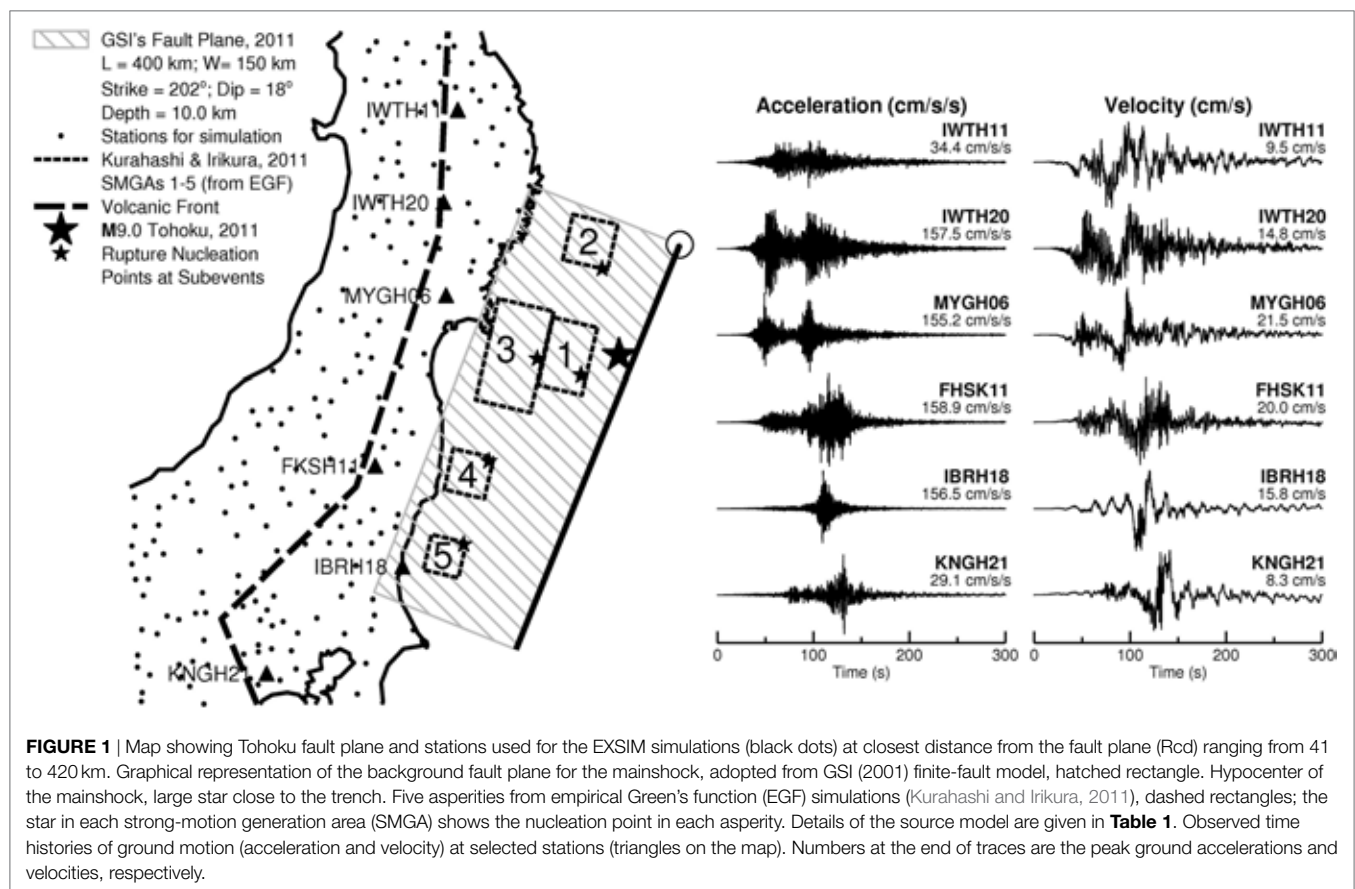 GSI's Fault Plane, 2011
L = 400 km; W= 150 km
Strike = 202°; Dip = 18°
Depth = 10.0 km
Stations for simulation
Kurahashi & Irikura, 2011
SMGAs 1-5 (from EGF)
Volcanic Front
M9.0 Tohoku, 2011
Rupture Nucleation
Points at Subevents
IWTH11
IWTH20
MYGH06
FKSH11
IBRH18
KNGH21
2
3
1
4
5
Acceleration (cm/s/s)
IWTH11
34.4 cm/s/s
IWTH20
157.5 cm/s/s
MYGH06
155.2 cm/s/s
FHSK11
158.9 cm/s/s
IBRH18
156.5 cm/s/s
KNGH21
29.1 cm/s/s
0 100 200 300
Time (s)
Velocity (cm/s)
IWTH11
9.5 cm/s
IWTH20
14.8 cm/s
MYGH06
21.5 cm/s
FHSK11
20.0 cm/s
IBRH18
15.8 cm/s
KNGH21
8.3 cm/s
0 100 200 300
Time (s)
FIGURE 1 | Map showing Tohoku fault plane and stations used for the EXSIM simulations (black dots) at closest distance from the fault plane (Rcd) ranging from 41
to 420 km. Graphical representation of the background fault plane for the mainshock, adopted from GSI (2001) finite-fault model, hatched rectangle. Hypocenter of
the mainshock, large star close to the trench. Five asperities from empirical Green's function (EGF) simulations (Kurahashi and Irikura, 2011), dashed rectangles; the
star in each strong-motion generation area (SMGA) shows the nucleation point in each asperity. Details of the source model are given in Table 1. Observed time
histories of ground motion (acceleration and velocity) at selected stations (triangles on the map). Numbers at the end of traces are the peak ground accelerations and
velocities, respectively.